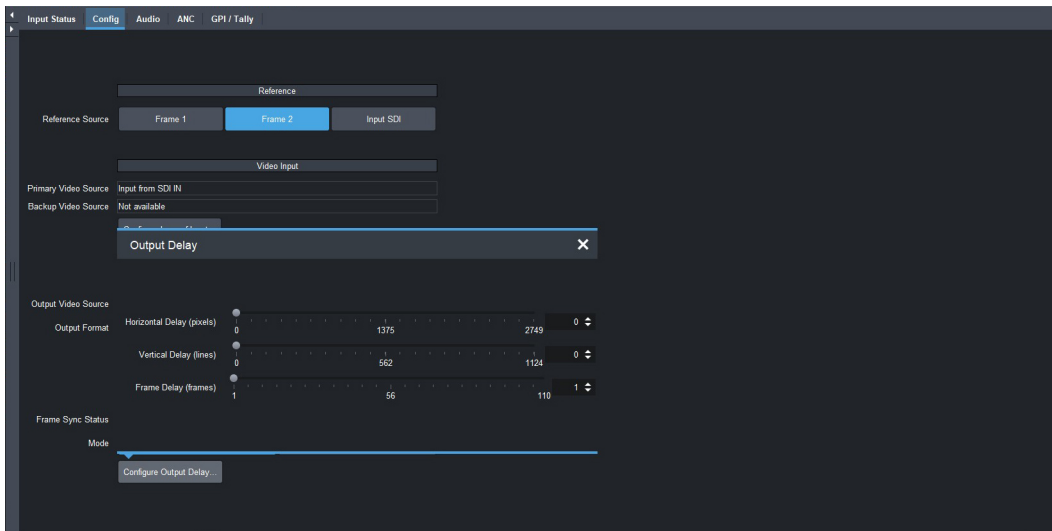 Input Status Config Audio ANC GPI / Tally
Reference
Reference Source Frame 1 Frame 2 Input SDI
Video Input
Primary Video Source Input from SDI IN
Backup Video Source Not available
Output Delay
Output Video Source
Output Format
Horizontal Delay (pixels) 0 1375 2749 0
Vertical Delay (lines) 0 562 1124 0
Frame Delay (frames) 1 56 110 1
Frame Sync Status
Mode
Configure Output Delay...